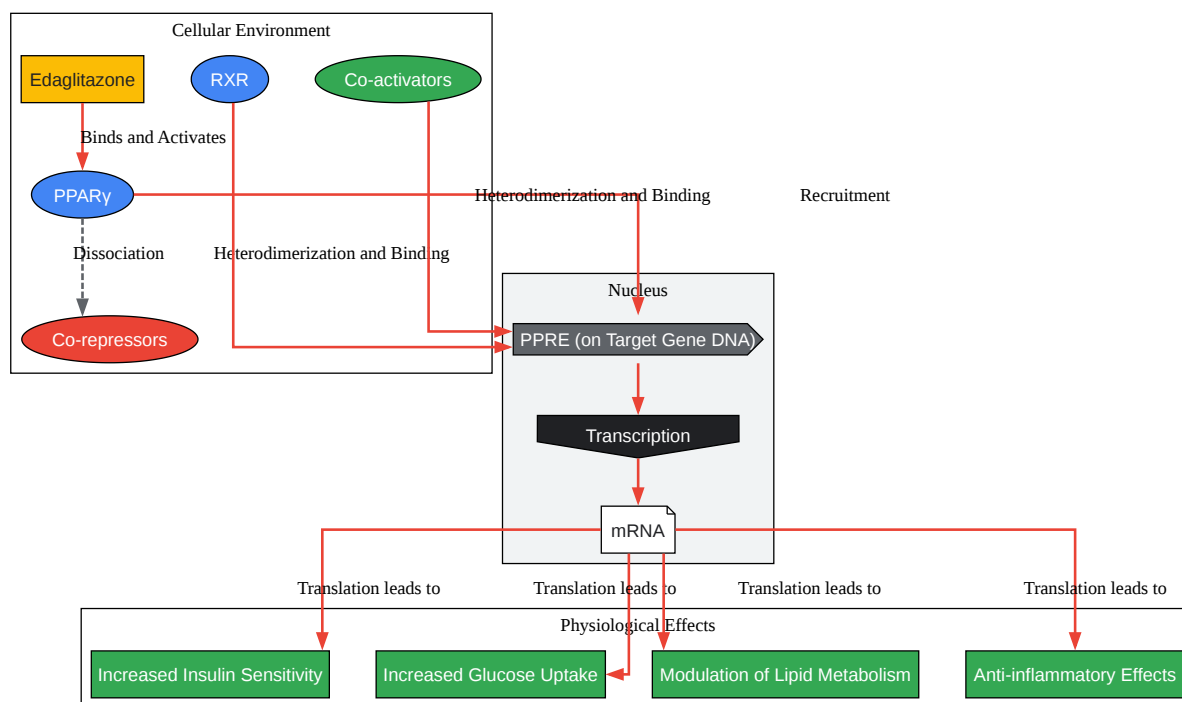 Cellular Environment
Edaglitazone
RXR
Co-activators
Binds and Activates
PPARγ
Heterodimerization and Binding
Recruitment
Dissociation
Heterodimerization and Binding
Nucleus
Co-repressors
PPRE (on Target Gene DNA)
Transcription
mRNA
Translation leads to
Translation leads to
Translation leads to
Translation leads to
Physiological Effects
Increased Insulin Sensitivity
Increased Glucose Uptake
Modulation of Lipid Metabolism
Anti-inflammatory Effects